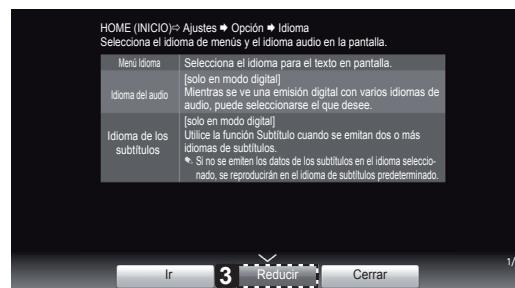 HOME (INICIO)⇨ Ajustes ➡ Opción ➡ Idioma
Selecciona el idioma de menús y el idioma audio en la pantalla.
Menú Idioma
Selecciona el idioma para el texto en pantalla.
Idioma del audio
[solo en modo digital]
Mientras se ve una emisión digital con varios idiomas de
audio, puede seleccionarse el que desee.
Idioma de los
subtítulos
[solo en modo digital]
Utilice la función Subtítulo cuando se emitan dos o más
idiomas de subtítulos.
✎ Si no se emiten los datos de los subtítulos en el idioma seleccio-
nado, se reproducirán en el idioma de subtítulos predeterminado.
Ir
3
Reducir
Cerrar
1/